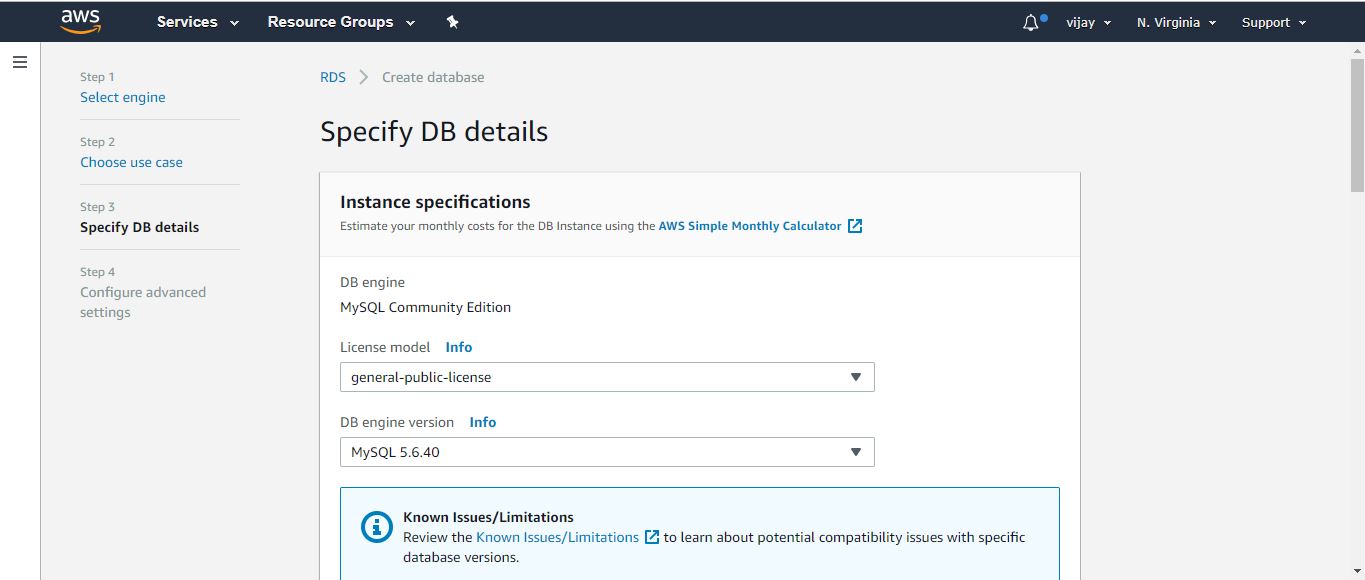 aws Services Resource Groups vijay N. Virginia Support
Step 1
Select engine
Step 2
Choose use case
Step 3
Specify DB details
Step 4
Configure advanced
settings
RDS Create database
Specify DB details
Instance specifications
Estimate your monthly costs for the DB Instance using the AWS Simple Monthly Calculator
DB engine
MySQL Community Edition
License model Info
general-public-license
DB engine version Info
MySQL 5.6.40
Known Issues/Limitations
Review the Known Issues/Limitations to learn about potential compatibility issues with specific
database versions.